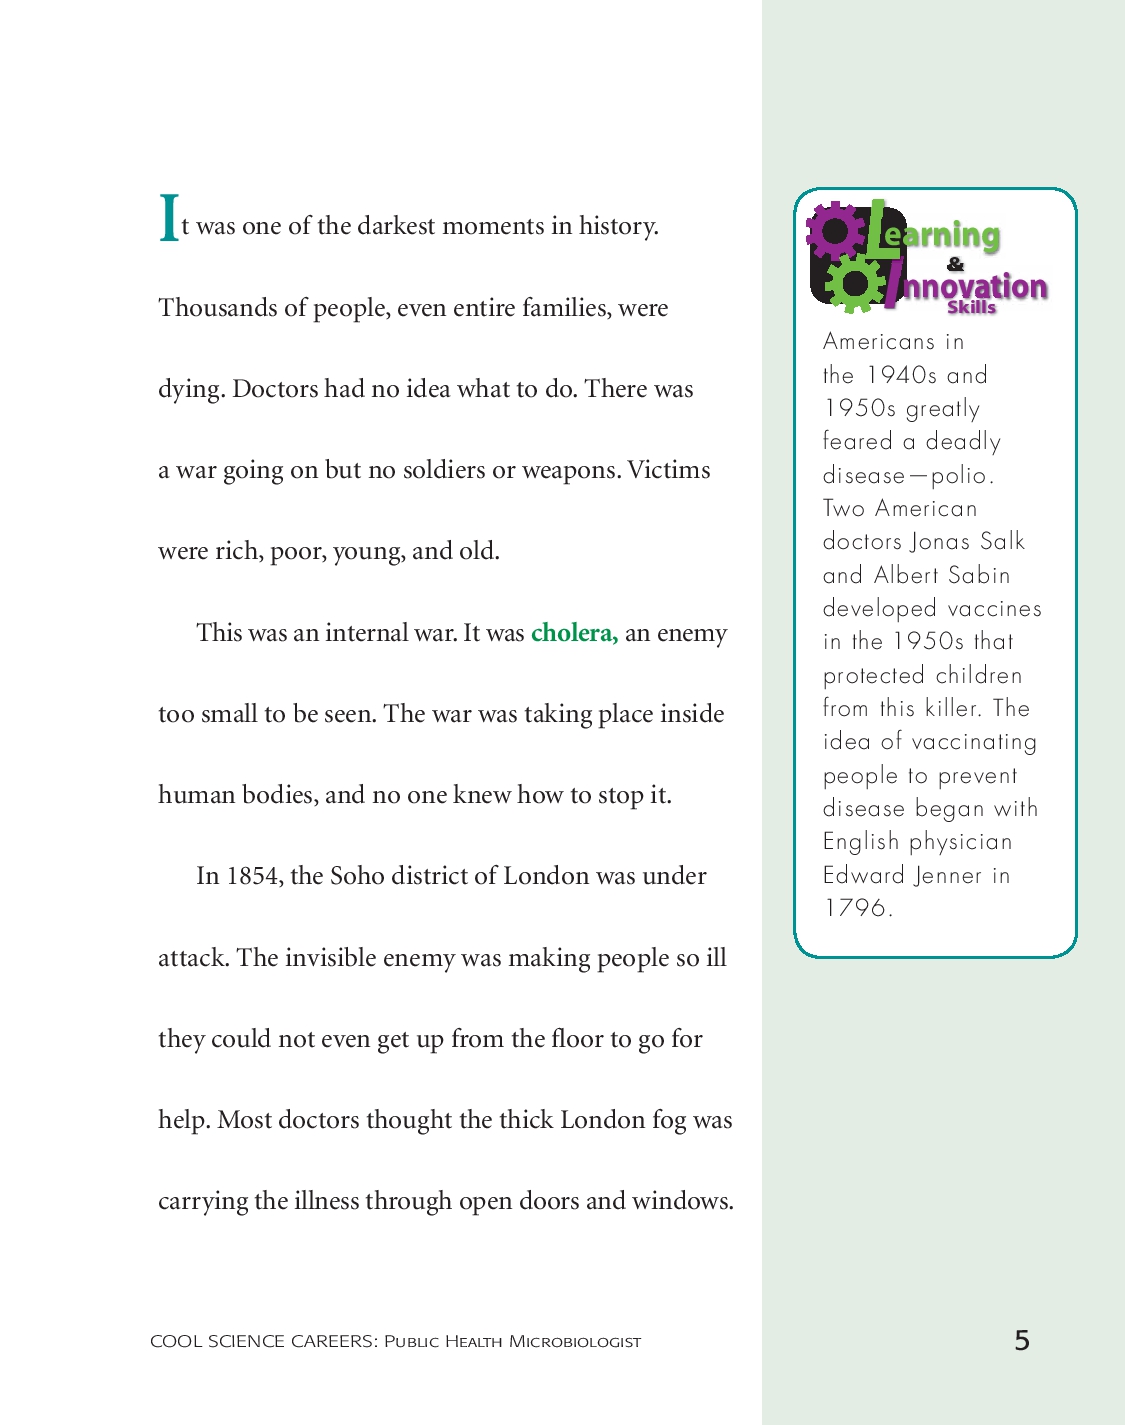 It was one of the darkest moments in history.
Thousands of people, even entire families, were
dying. Doctors had no idea what to do. There was
a war going on but no soldiers or weapons. Victims
were rich, poor, young, and old.
This was an internal war. It was cholera, an enemy
too small to be seen. The war was taking place inside
human bodies, and no one knew how to stop it.
In 1854, the Soho district of London was under
attack. The invisible enemy was making people so ill
they could not even get up from the floor to go for
help. Most doctors thought the thick London fog was
carrying the illness through open doors and windows.
Learning
&
Innovation
Skills
Americans in
the 1940s and
1950s greatly
feared a deadly
disease—polio.
Two American
doctors Jonas Salk
and Albert Sabin
developed vaccines
in the 1950s that
protected children
from this killer. The
idea of vaccinating
people to prevent
disease began with
English physician
Edward Jenner in
1796.
COOL SCIENCE CAREERS: Public Health Microbiologist
5